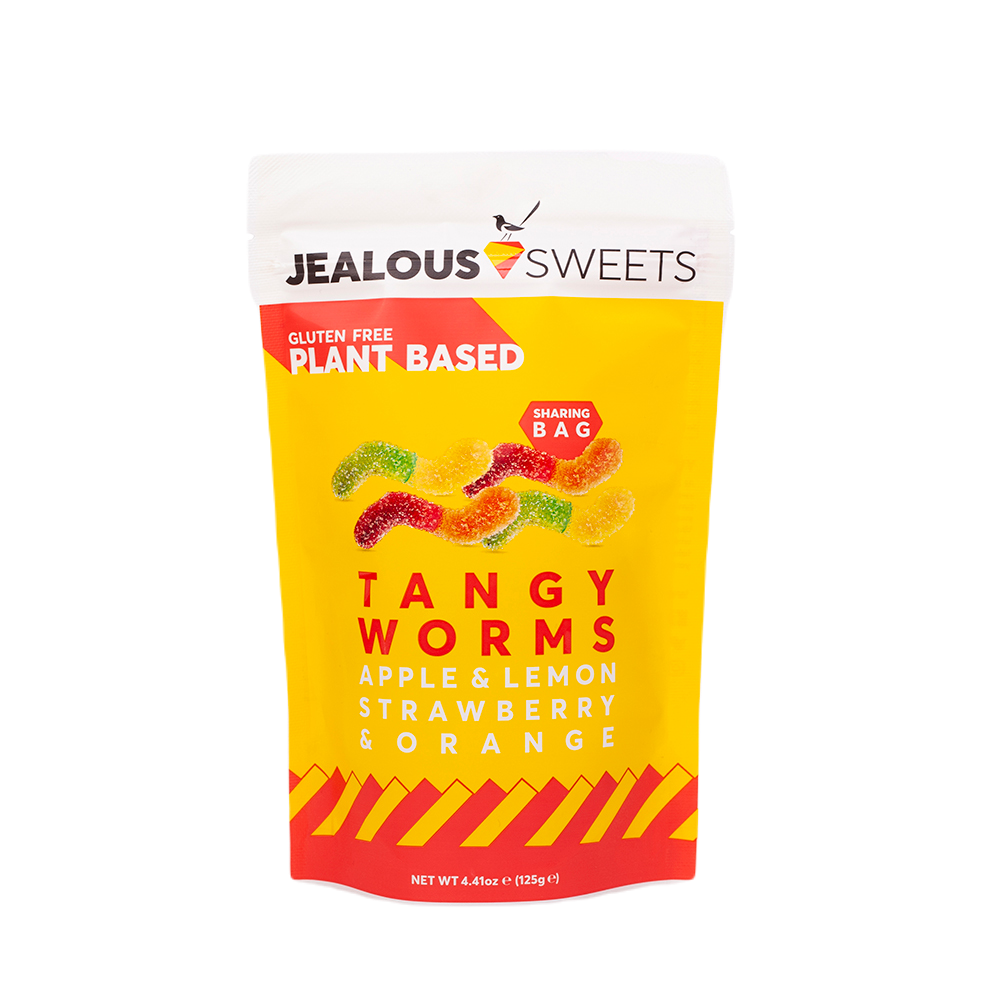 JEALOUS SWEETS
GLUTEN FREE
PLANT BASED
SHARING
BAG
TANGY
WORMS
APPLE & LEMON
STRAWBERRY
& ORANGE
NET WT 4.41oz ℮ (125g ℮)